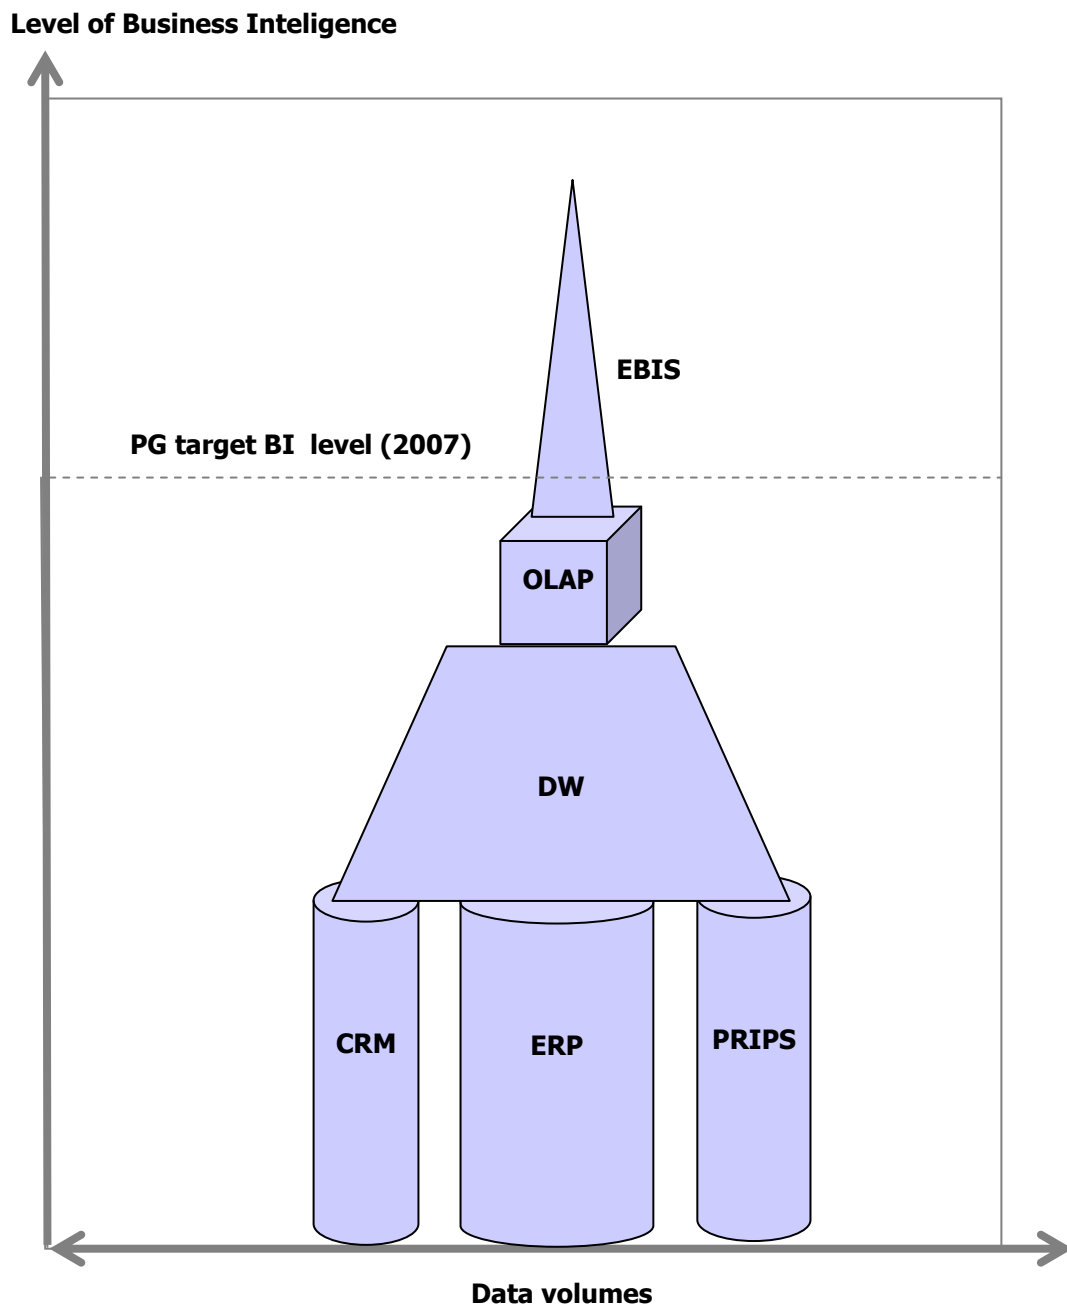 Level of Business Inteligence
EBIS
PG target BI level (2007)
OLAP
DW
CRM
ERP
PRIPS
Data volumes